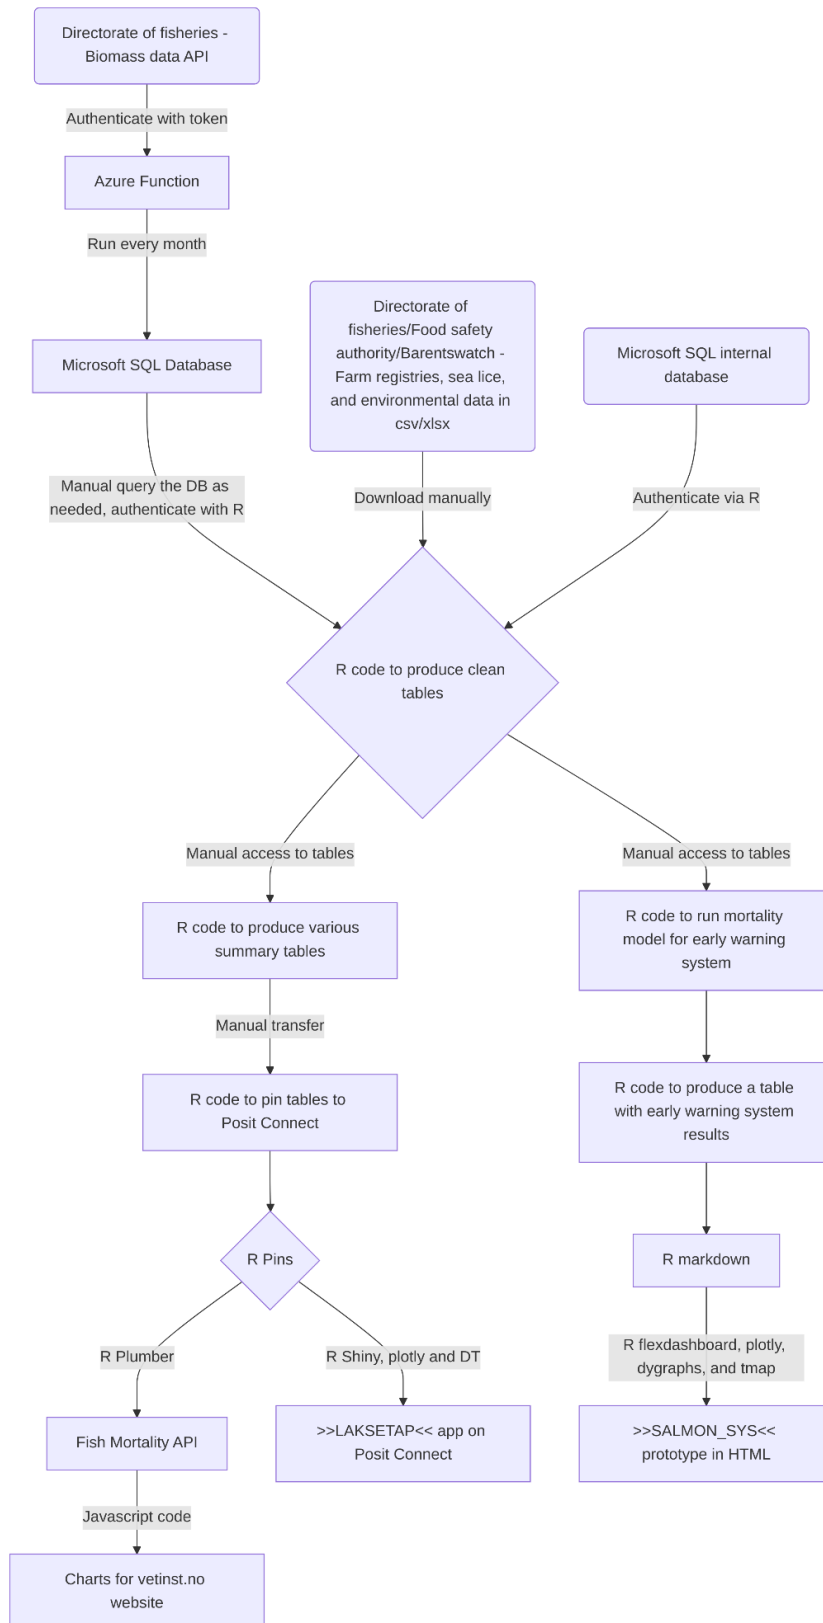 Directorate of fisheries -
Biomass data API
Authenticate with token
Azure Function
Run every month
Microsoft SQL Database
Directorate of
fisheries/Food safety
authority/Barentswatch -
Farm registries, sea lice,
and environmental data in
csv/xlsx
Microsoft SQL internal
database
Manual query the DB as
needed, authenticate with R
Download manually
Authenticate via R
R code to produce clean
tables
Manual access to tables
Manual access to tables
R code to produce various
summary tables
R code to run mortality
model for early warning
system
Manual transfer
R code to pin tables to
Posit Connect
R code to produce a table
with early warning system
results
R Pins
R markdown
R Plumber
R Shiny, plotly and DT
R flexdashboard, plotly,
dygraphs, and tmap
Fish Mortality API
>>LAKSETAP<< app on
Posit Connect
>>SALMON_SYS<<
prototype in HTML
Javascript code
Charts for vetinst.no
website